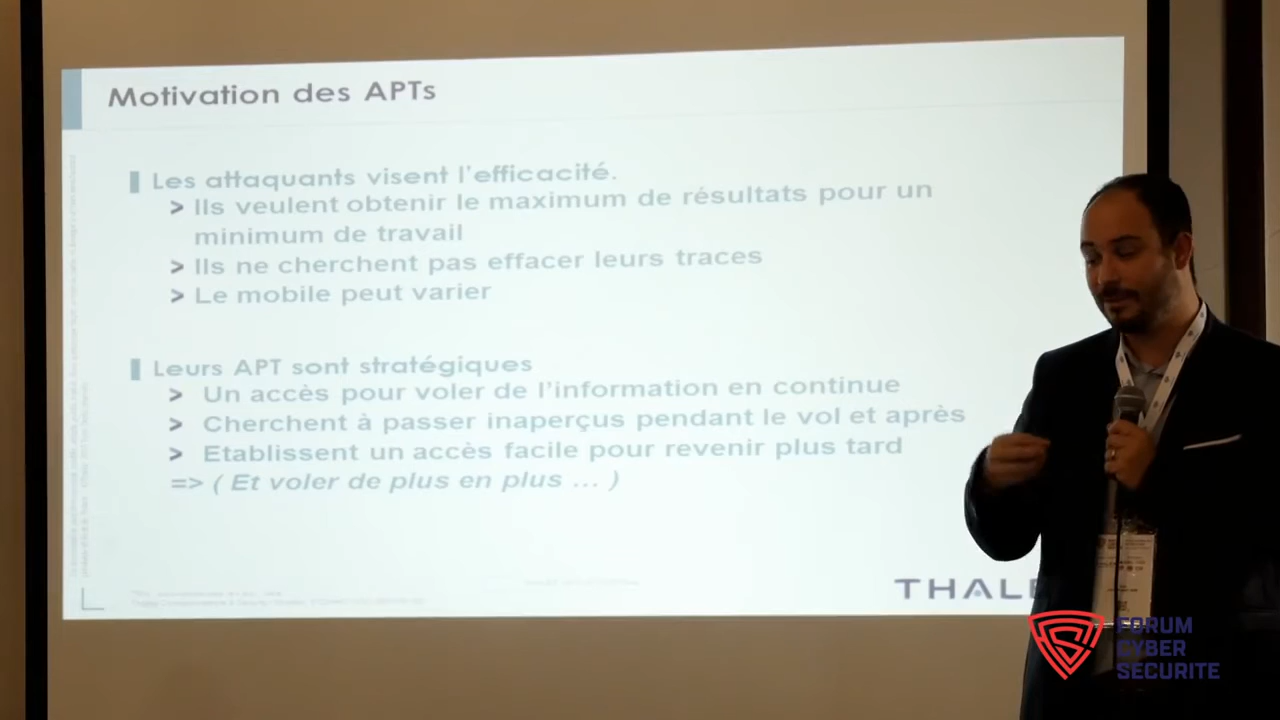 Motivation des APTs
Les attaquants visent l'efficacité.
> Ils veulent obtenir le maximum de résultats pour un
minimum de travail
> Ils ne cherchent pas effacer leurs traces
> Le mobile peut varier
Leurs APT sont stratégiques
> Un accès pour voler de l'information en continue
> Cherchent à passer inaperçus pendant le vol et après
> Etablissent un accès facile pour revenir plus tard
=> ( Et voler de plus en plus ... )
THALE
FORUM
CYBER
SECURITE